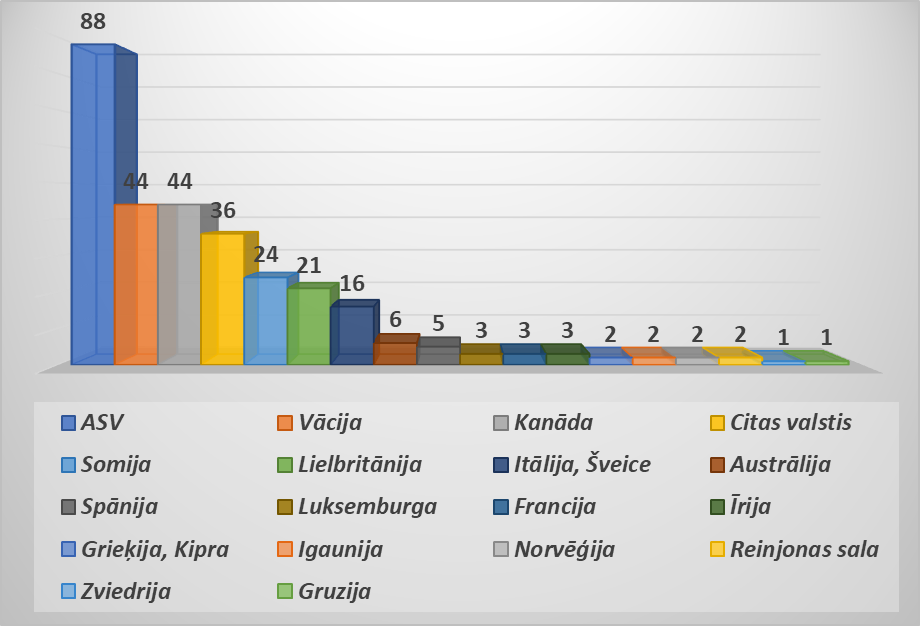 88
44 44
36
24
21
16
6
5
3 3 3
2 2 2 2
1 1
ASV Vācija Kanāda Citas valstis
Somija Lielbritānija Itālija, Šveice Austrālija
Spānija Luksemburga Francija Īrija
Grieķija, Kipra Igaunija Norvēģija Reinjonas sala
Zviedrija Gruzija